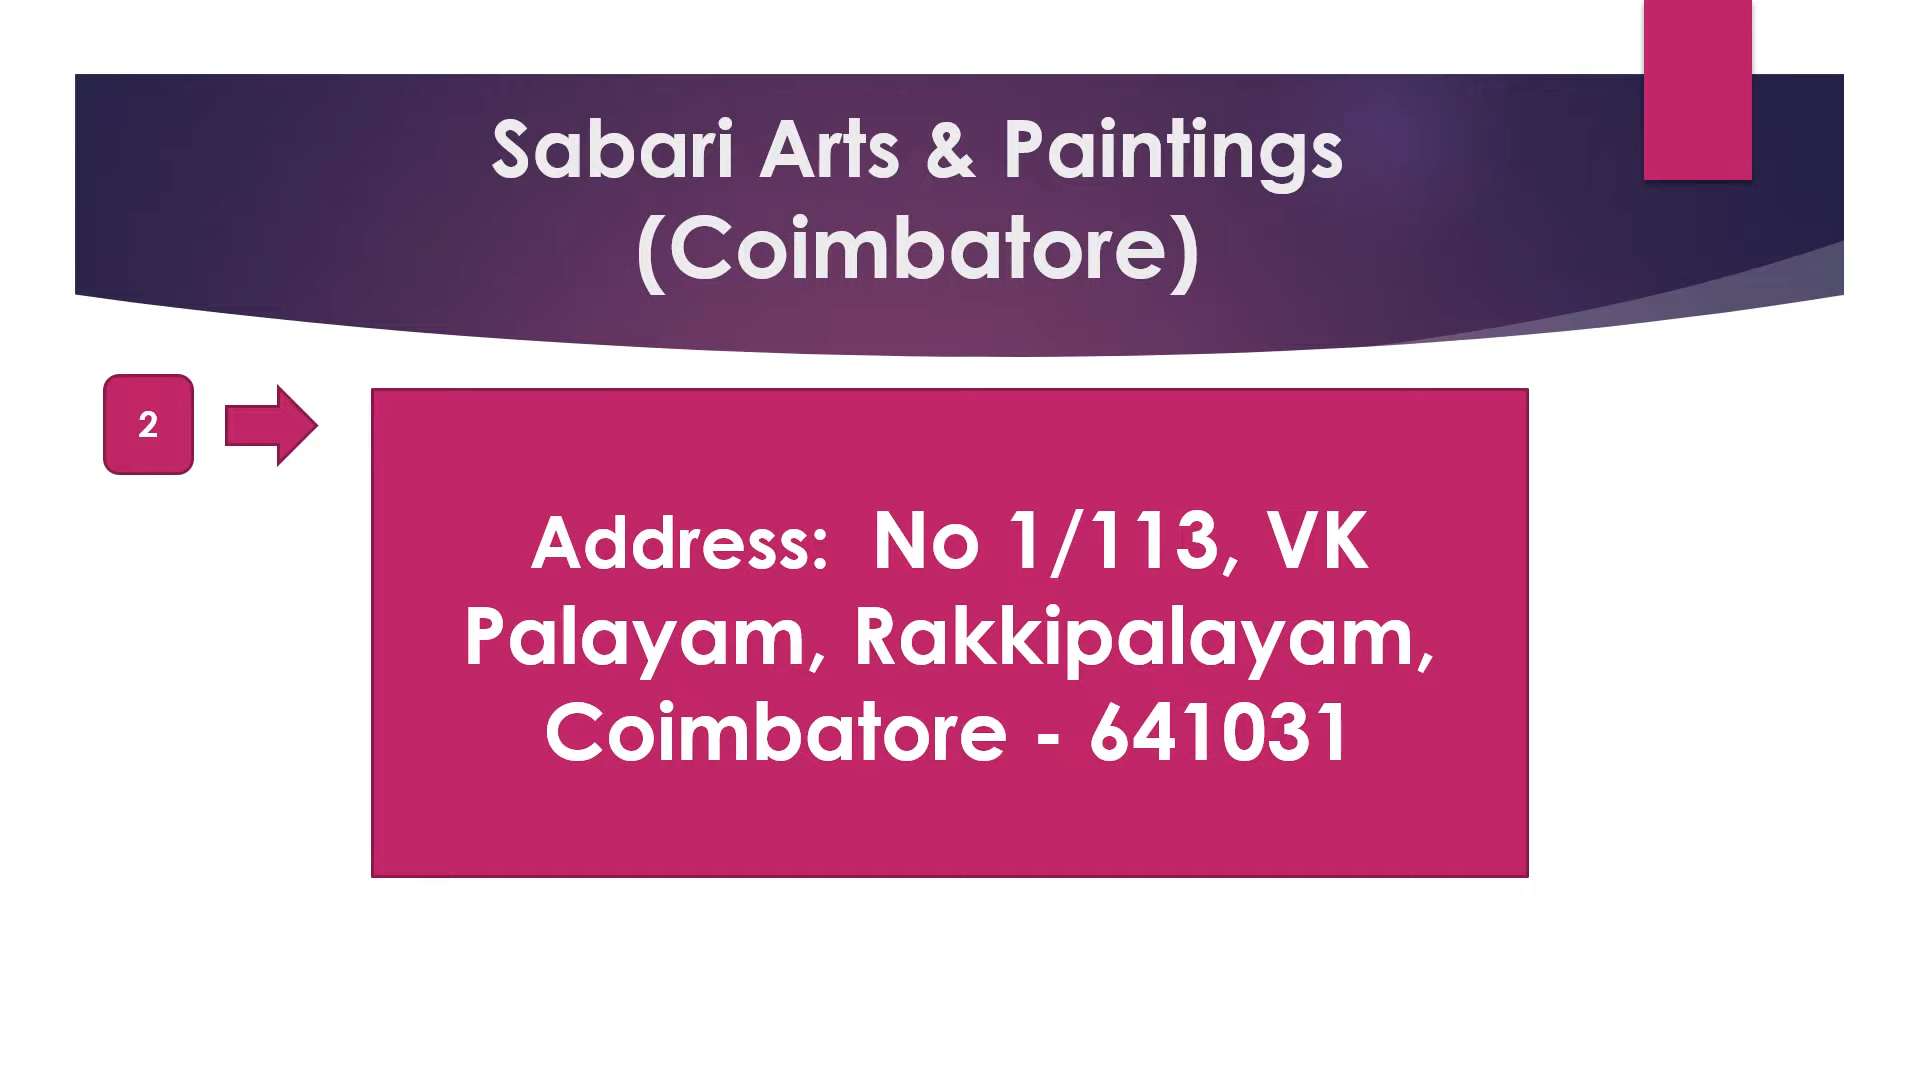 Sabari Arts & Paintings
(Coimbatore)
2
Address:  No 1/113, VK
Palayam, Rakkipalayam,
Coimbatore - 641031